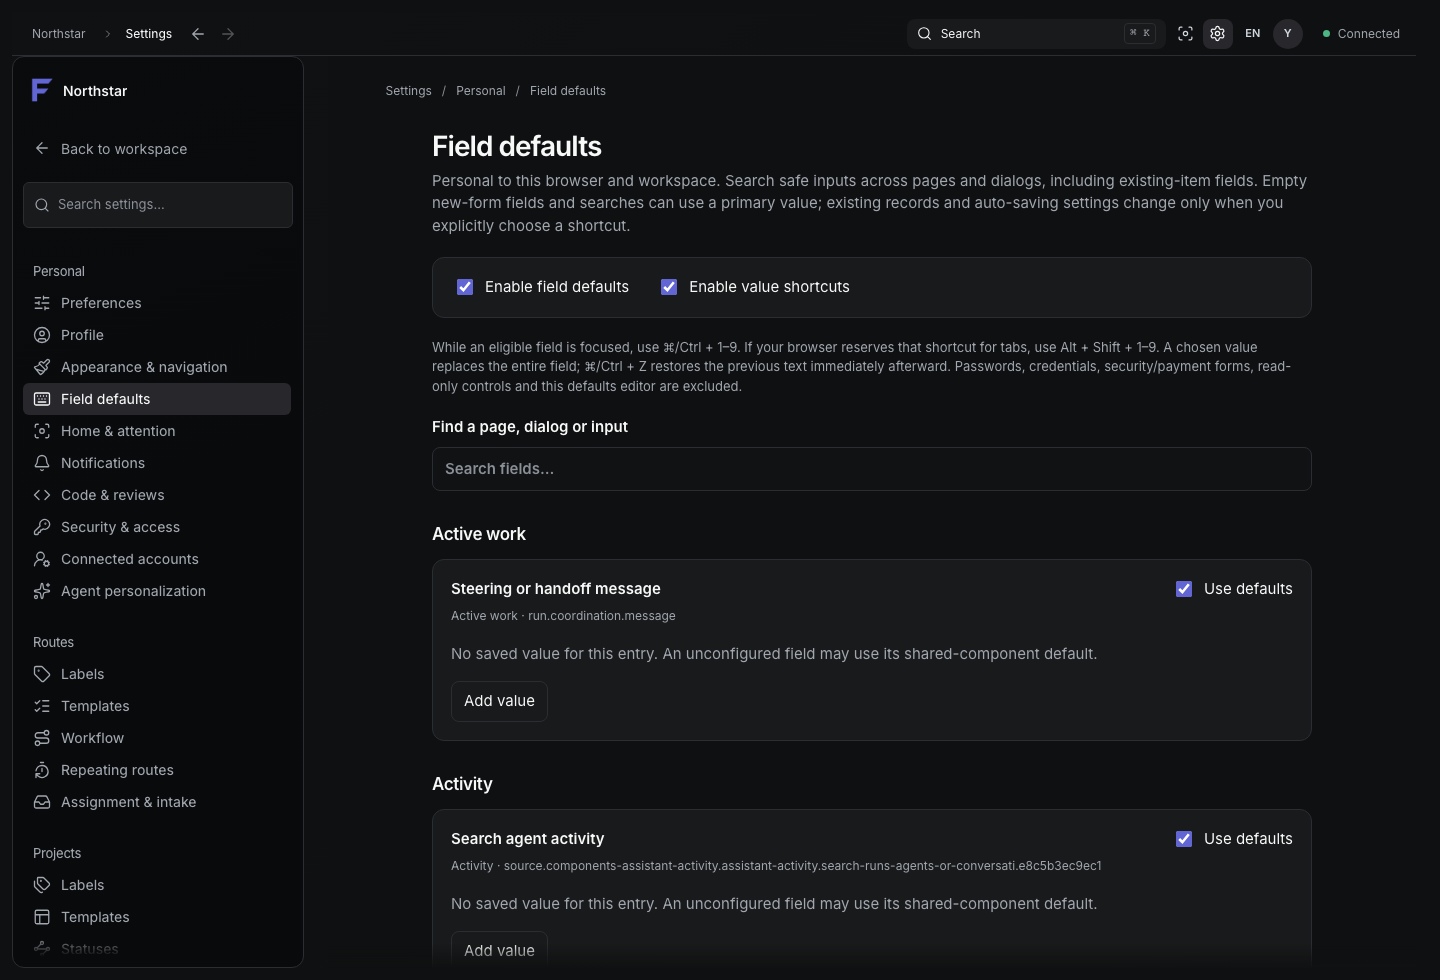 Northstar
Settings
Search
⌘ K
EN
Y
Connected
Northstar
Back to workspace
Search settings...
Personal
Preferences
Profile
Appearance & navigation
Field defaults
Home & attention
Notifications
Code & reviews
Security & access
Connected accounts
Agent personalization
Routes
Labels
Templates
Workflow
Repeating routes
Assignment & intake
Projects
Labels
Templates
Statuses
Settings / Personal / Field defaults
Field defaults
Personal to this browser and workspace. Search safe inputs across pages and dialogs, including existing-item fields. Empty
new-form fields and searches can use a primary value; existing records and auto-saving settings change only when you
explicitly choose a shortcut.
Enable field defaults
Enable value shortcuts
While an eligible field is focused, use ⌘/Ctrl + 1–9. If your browser reserves that shortcut for tabs, use Alt + Shift + 1–9. A chosen value
replaces the entire field; ⌘/Ctrl + Z restores the previous text immediately afterward. Passwords, credentials, security/payment forms, read-
only controls and this defaults editor are excluded.
Find a page, dialog or input
Search fields...
Active work
Steering or handoff message
Use defaults
Active work · run.coordination.message
No saved value for this entry. An unconfigured field may use its shared-component default.
Add value
Activity
Search agent activity
Use defaults
Activity · source.components-assistant-activity.assistant-activity.search-runs-agents-or-conversati.e8c5b3ec9ec1
No saved value for this entry. An unconfigured field may use its shared-component default.
Add value